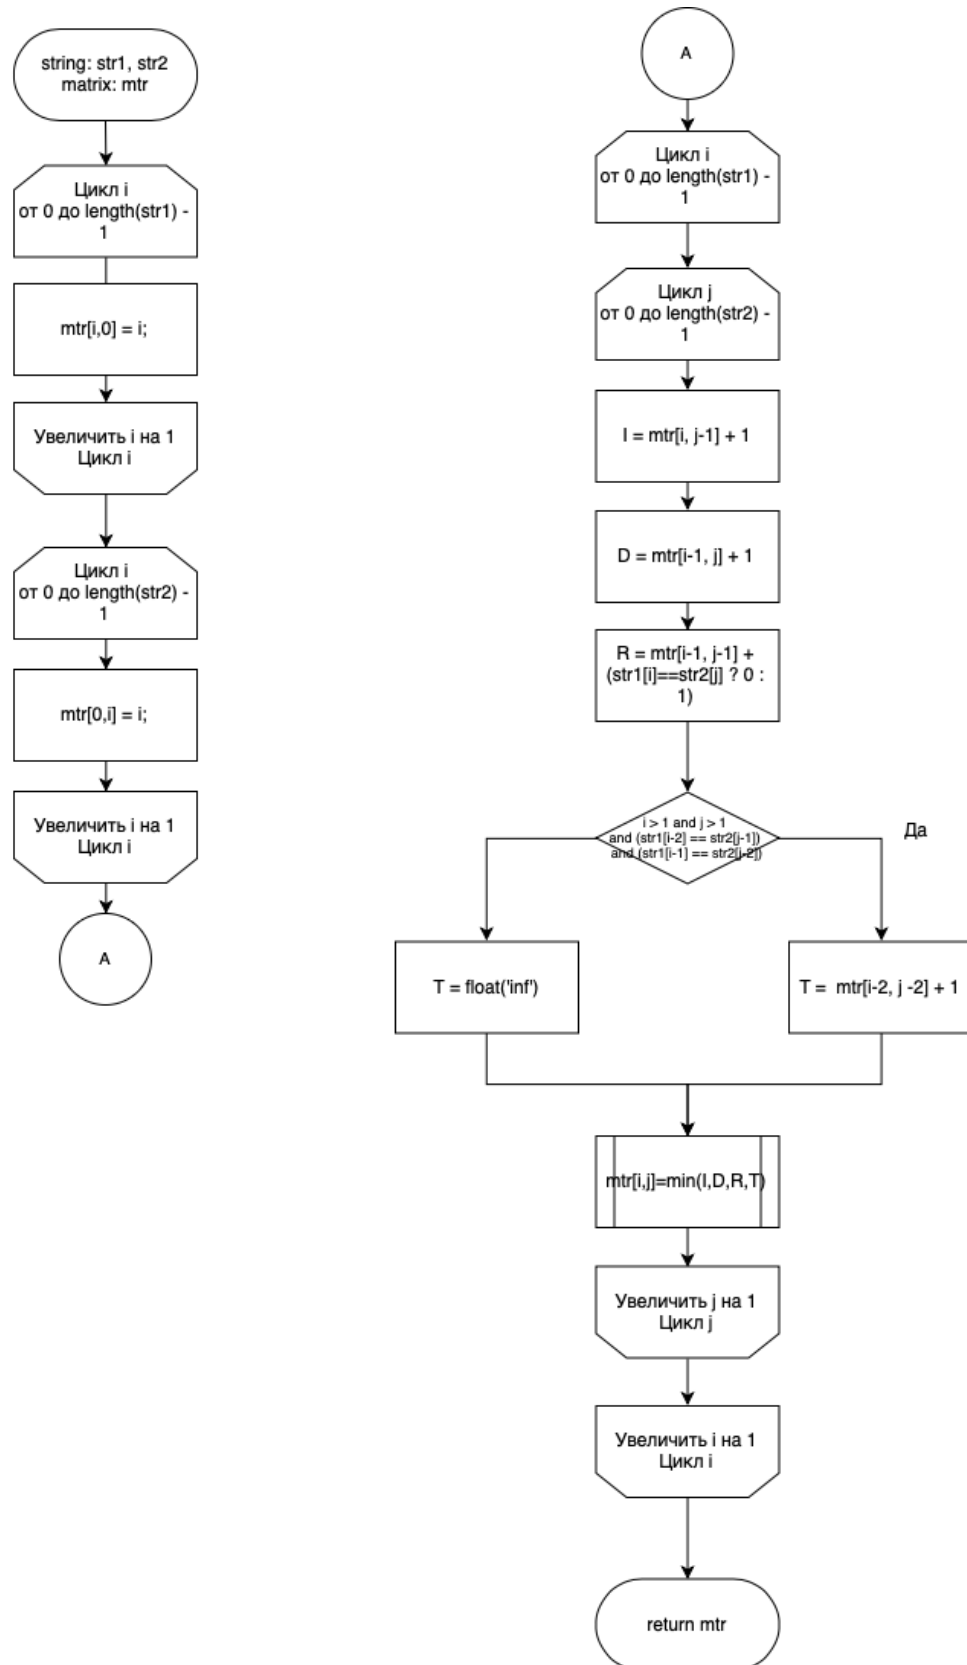 string: str1, str2
matrix: mtr
Цикл i
от 0 до length(str1) -
1
mtr[i,0] = i;
Увеличить i на 1
Цикл i
Цикл i
от 0 до length(str2) -
1
mtr[0,i] = i;
Увеличить i на 1
Цикл i
A
A
Цикл i
от 0 до length(str1) -
1
Цикл j
от 0 до length(str2) -
1
I = mtr[i, j-1] + 1
D = mtr[i-1, j] + 1
R = mtr[i-1, j-1] +
(str1[i]==str2[j] ? 0 :
1)
i > 1 and j > 1
and (str1[i-2] == str2[j-1])
and (str1[i-1] == str2[j-2])
Да
T = float('inf')
T =  mtr[i-2, j -2] + 1
mtr[i,j]=min(I,D,R,T)
Увеличить j на 1
Цикл j
Увеличить i на 1
Цикл i
return mtr